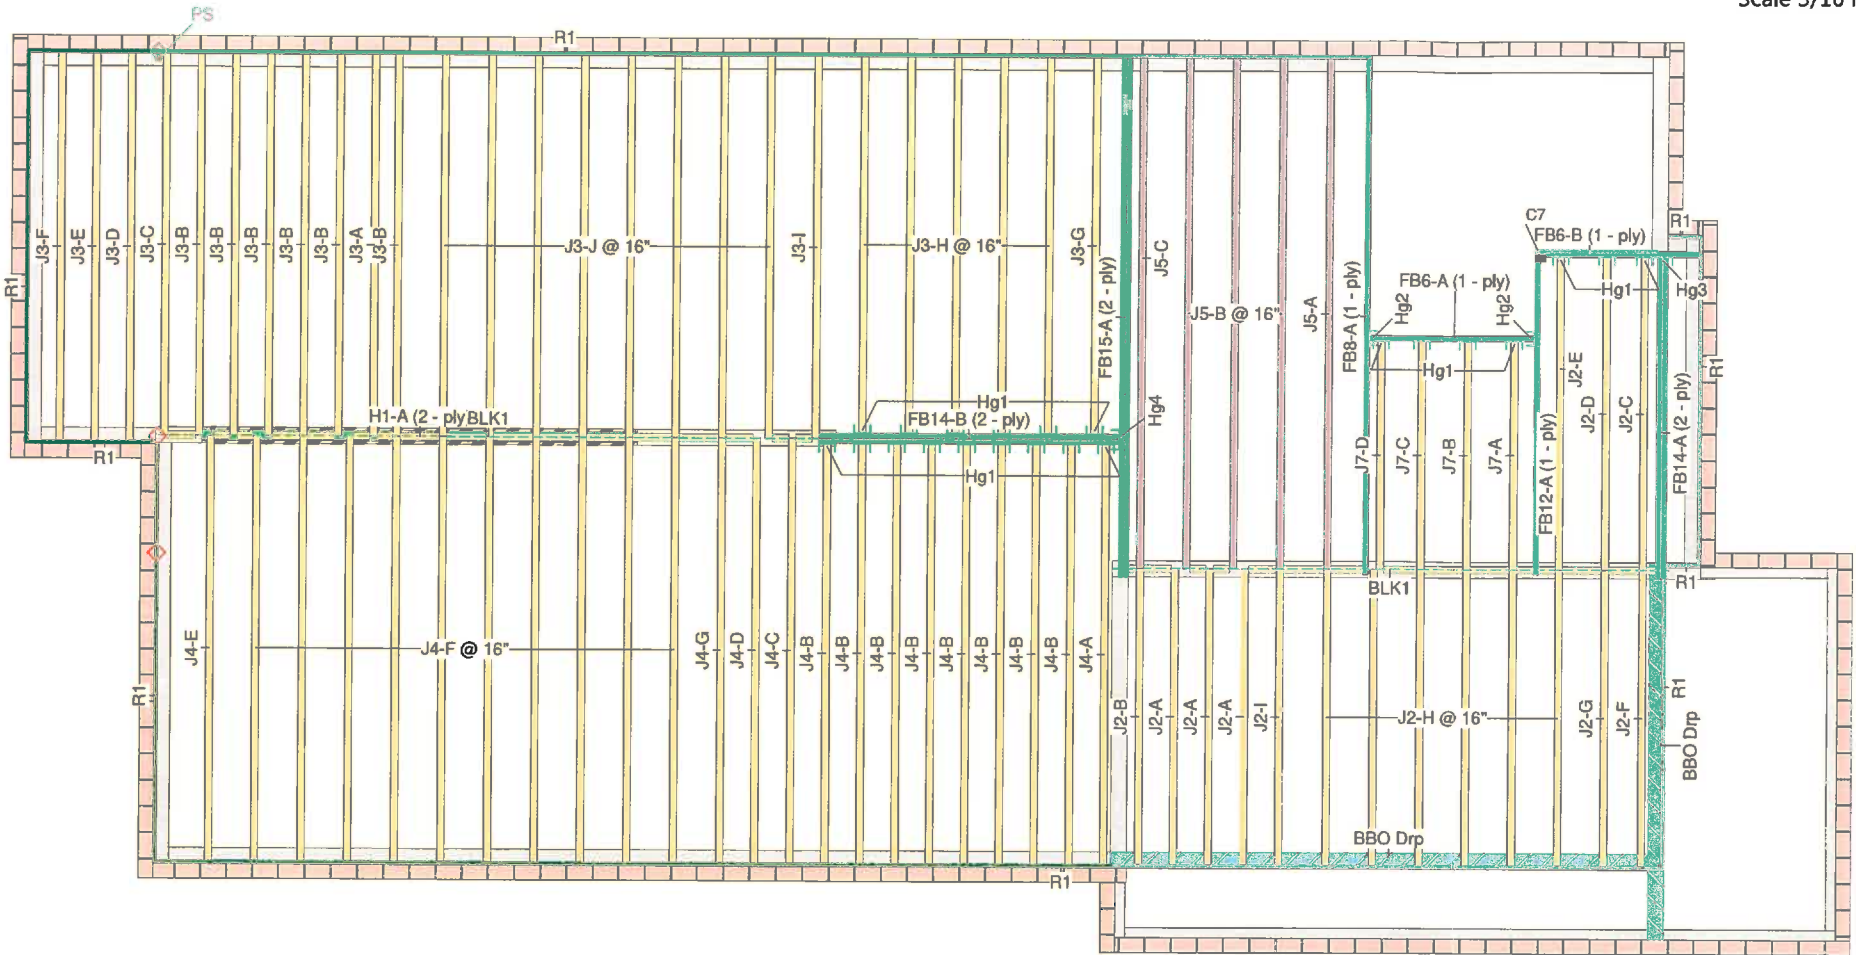 Scale 3/16
PS
R1
R1
C7
FB6-B (1 - ply)
R1
J3-F
J3-E
J3-D
J3-C
J3-B
J3-B
J3-B
J3-B
J3-B
J3-A
J3-B
J3-J @ 16"
J3-I
J3-H @ 16"
J3-G
FB15-A (2 - ply)
J5-C
J5-B @ 16"
J5-A
FB8-A (1 - ply)
Hg2
FB6-A (1 - ply)
Hg2
Hg1
Hg3
R1
Hg1
J2-E
J2-D
J2-C
FB14-A (2 - ply)
R1
H1-A (2 - ply)
BLK1
Hg1
FB14-B (2 - ply)
Hg4
Hg1
J7-D
J7-C
J7-B
J7-A
FB12-A (1 - ply)
R1
BLK1
R1
J4-E
J4-F @ 16"
J4-G
J4-D
J4-C
J4-B
J4-B
J4-B
J4-B
J4-B
J4-B
J4-B
J4-B
J4-A
J2-B
J2-A
J2-A
J2-A
J2-I
J2-H @ 16"
J2-G
J2-F
R1
BBO Drp
R1
BBO Drp
R1